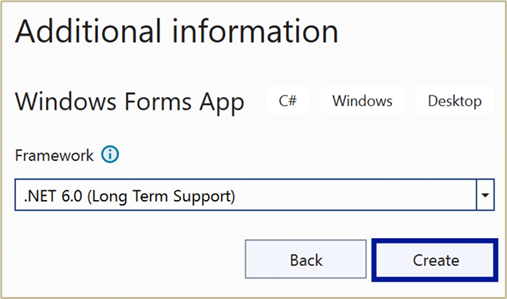 Additional information
Windows Forms App C# Windows Desktop
Framework
.NET 6.0 (Long Term Support)
Back Create